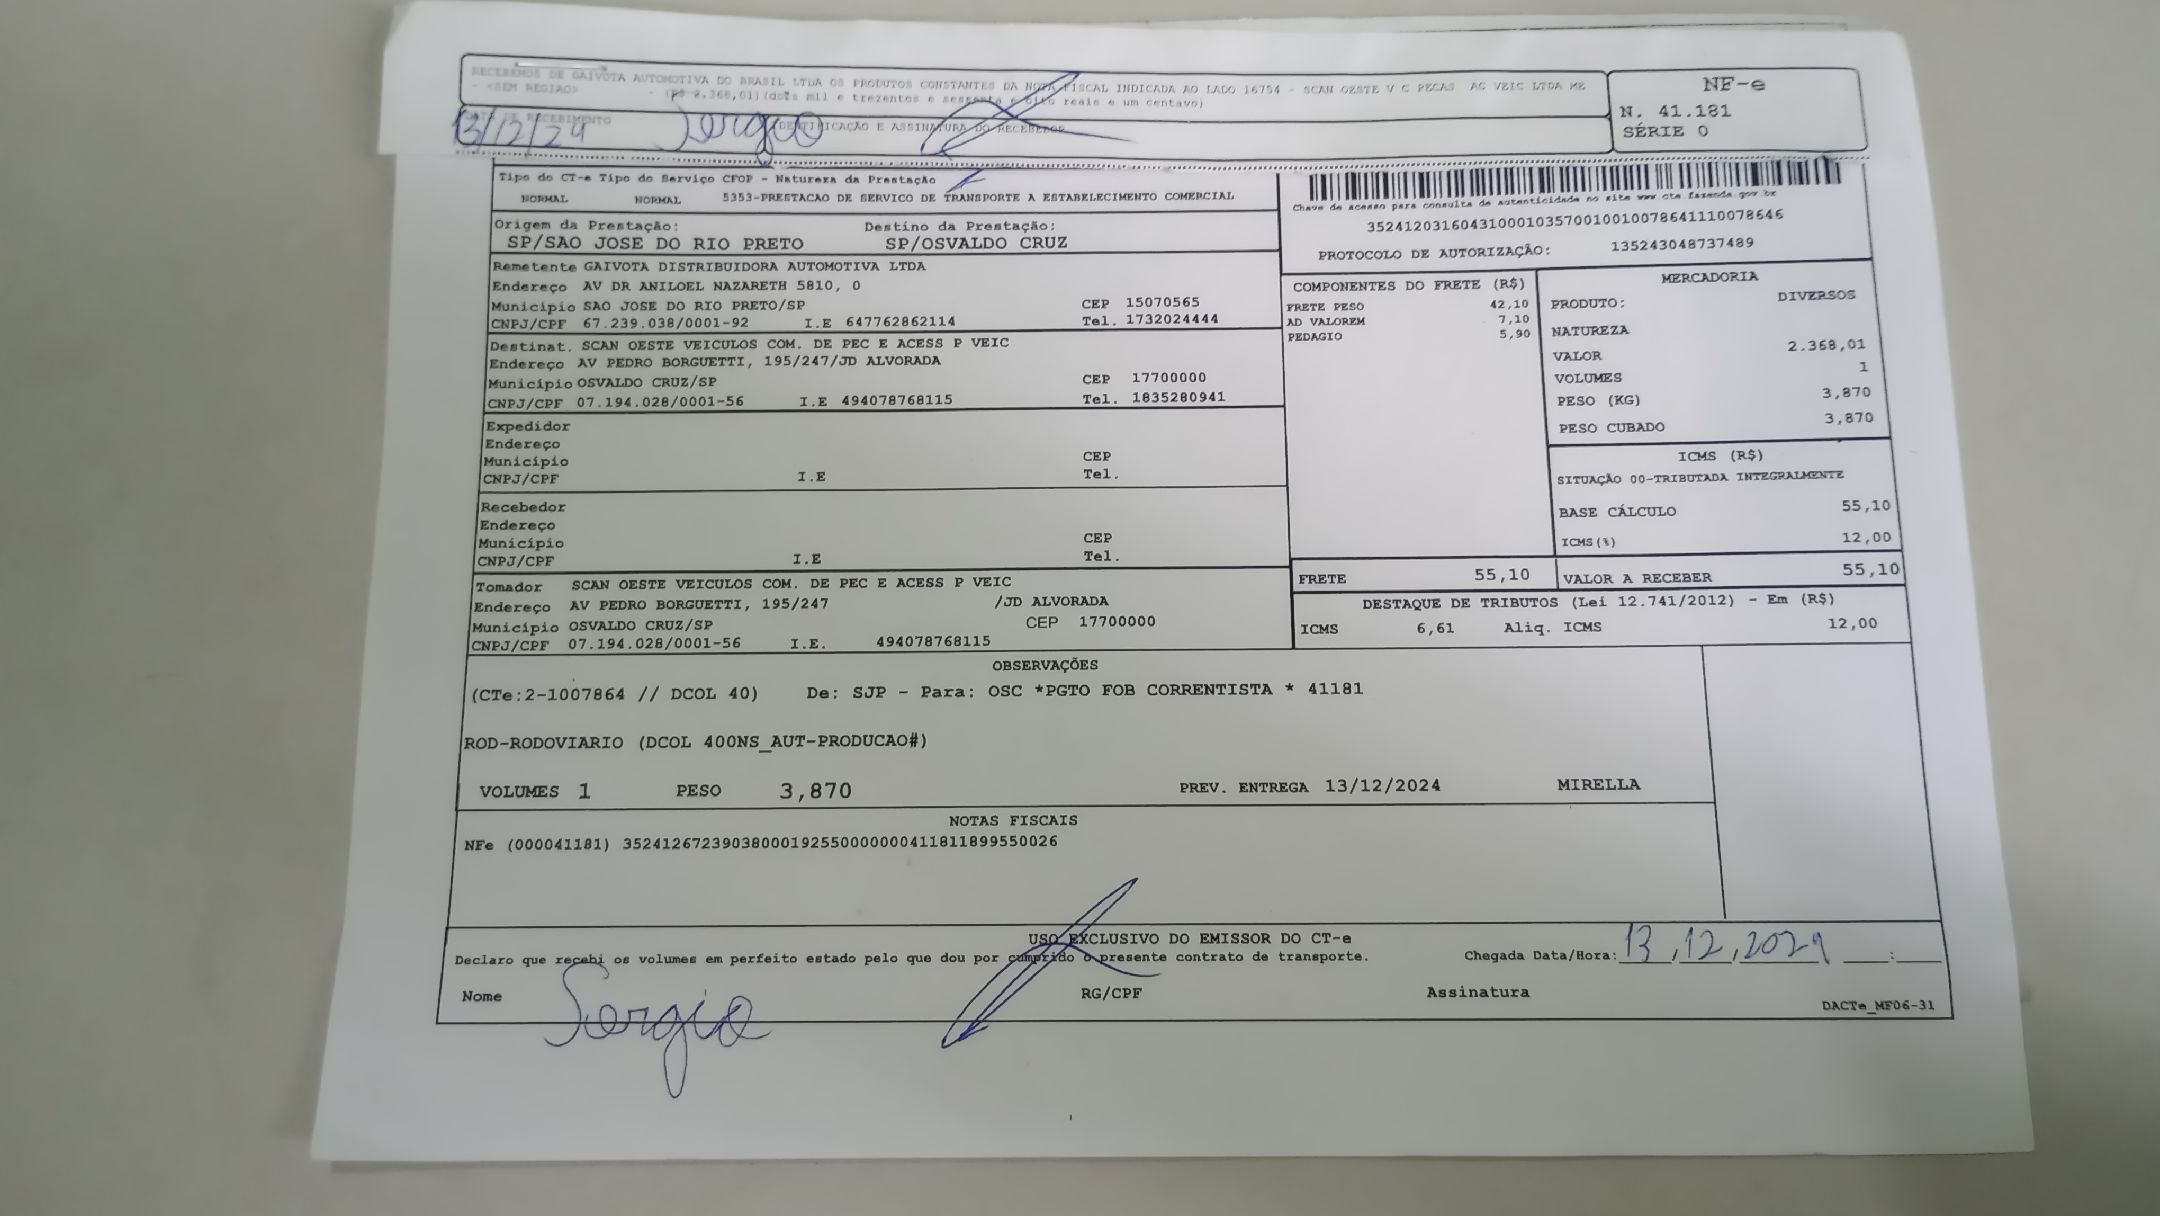 RECEBEMOS DE GAIVOTA AUTOMOTIVA DO BRASIL LTDA OS PRODUTOS CONSTANTES DA NOTA FISCAL INDICADA AO LADO 16754 - SCAN OESTE V C PECAS AC VEIC LTDA ME
- <SEM REGIAO> - (R$ 2.368,01)(dois mil e trezentos e sessenta e oito reais e um centavo)
DATA DE RECEBIMENTO IDENTIFICAÇÃO E ASSINATURA DO RECEBEDOR
13/12/24 Sergio
NF-e
N. 41.181
SÉRIE 0
Tipo do CT-e Tipo do Serviço CFOP - Natureza da Prestação
NORMAL NORMAL 5353-PRESTACAO DE SERVICO DE TRANSPORTE A ESTABELECIMENTO COMERCIAL
Chave de acesso para consulta de autenticidade no site www cte fazenda gov.br
35241203160431000103570010010078641110078646
PROTOCOLO DE AUTORIZAÇÃO: 135243048737489
Origem da Prestação: Destino da Prestação:
SP/SAO JOSE DO RIO PRETO SP/OSVALDO CRUZ
Remetente GAIVOTA DISTRIBUIDORA AUTOMOTIVA LTDA
Endereço AV DR ANILOEL NAZARETH 5810, 0
Município SAO JOSE DO RIO PRETO/SP CEP 15070565
CNPJ/CPF 67.239.038/0001-92 I.E 647762862114 Tel. 1732024444
Destinat. SCAN OESTE VEICULOS COM. DE PEC E ACESS P VEIC
Endereço AV PEDRO BORGUETTI, 195/247/JD ALVORADA
Município OSVALDO CRUZ/SP CEP 17700000
CNPJ/CPF 07.194.028/0001-56 I.E 494078768115 Tel. 1835280941
Expedidor
Endereço
Município CEP
CNPJ/CPF I.E Tel.
Recebedor
Endereço
Município CEP
CNPJ/CPF I.E Tel.
Tomador SCAN OESTE VEICULOS COM. DE PEC E ACESS P VEIC
Endereço AV PEDRO BORGUETTI, 195/247 /JD ALVORADA
Município OSVALDO CRUZ/SP CEP 17700000
CNPJ/CPF 07.194.028/0001-56 I.E. 494078768115
COMPONENTES DO FRETE (R$)
FRETE PESO 42,10
AD VALOREM 7,10
PEDAGIO 5,90
MERCADORIA
PRODUTO: DIVERSOS
NATUREZA
VALOR 2.368,01
VOLUMES 1
PESO (KG) 3,870
PESO CUBADO 3,870
ICMS (R$)
SITUAÇÃO 00-TRIBUTADA INTEGRALMENTE
BASE CÁLCULO 55,10
ICMS(%) 12,00
FRETE 55,10 VALOR A RECEBER 55,10
DESTAQUE DE TRIBUTOS (Lei 12.741/2012) - Em (R$)
ICMS 6,61 Aliq. ICMS 12,00
OBSERVAÇÕES
(CTe:2-1007864 // DCOL 40) De: SJP - Para: OSC *PGTO FOB CORRENTISTA * 41181
ROD-RODOVIARIO (DCOL 400NS_AUT-PRODUCAO#)
VOLUMES 1 PESO 3,870 PREV. ENTREGA 13/12/2024 MIRELLA
NOTAS FISCAIS
NFe (000041181) 35241267239038000192550000000411811899550026
USO EXCLUSIVO DO EMISSOR DO CT-e
Declaro que recebi os volumes em perfeito estado pelo que dou por cumprido o presente contrato de transporte. Chegada Data/Hora: 13,12,2024 __:__
Nome Sergio RG/CPF Assinatura
DACTe_MF06-31